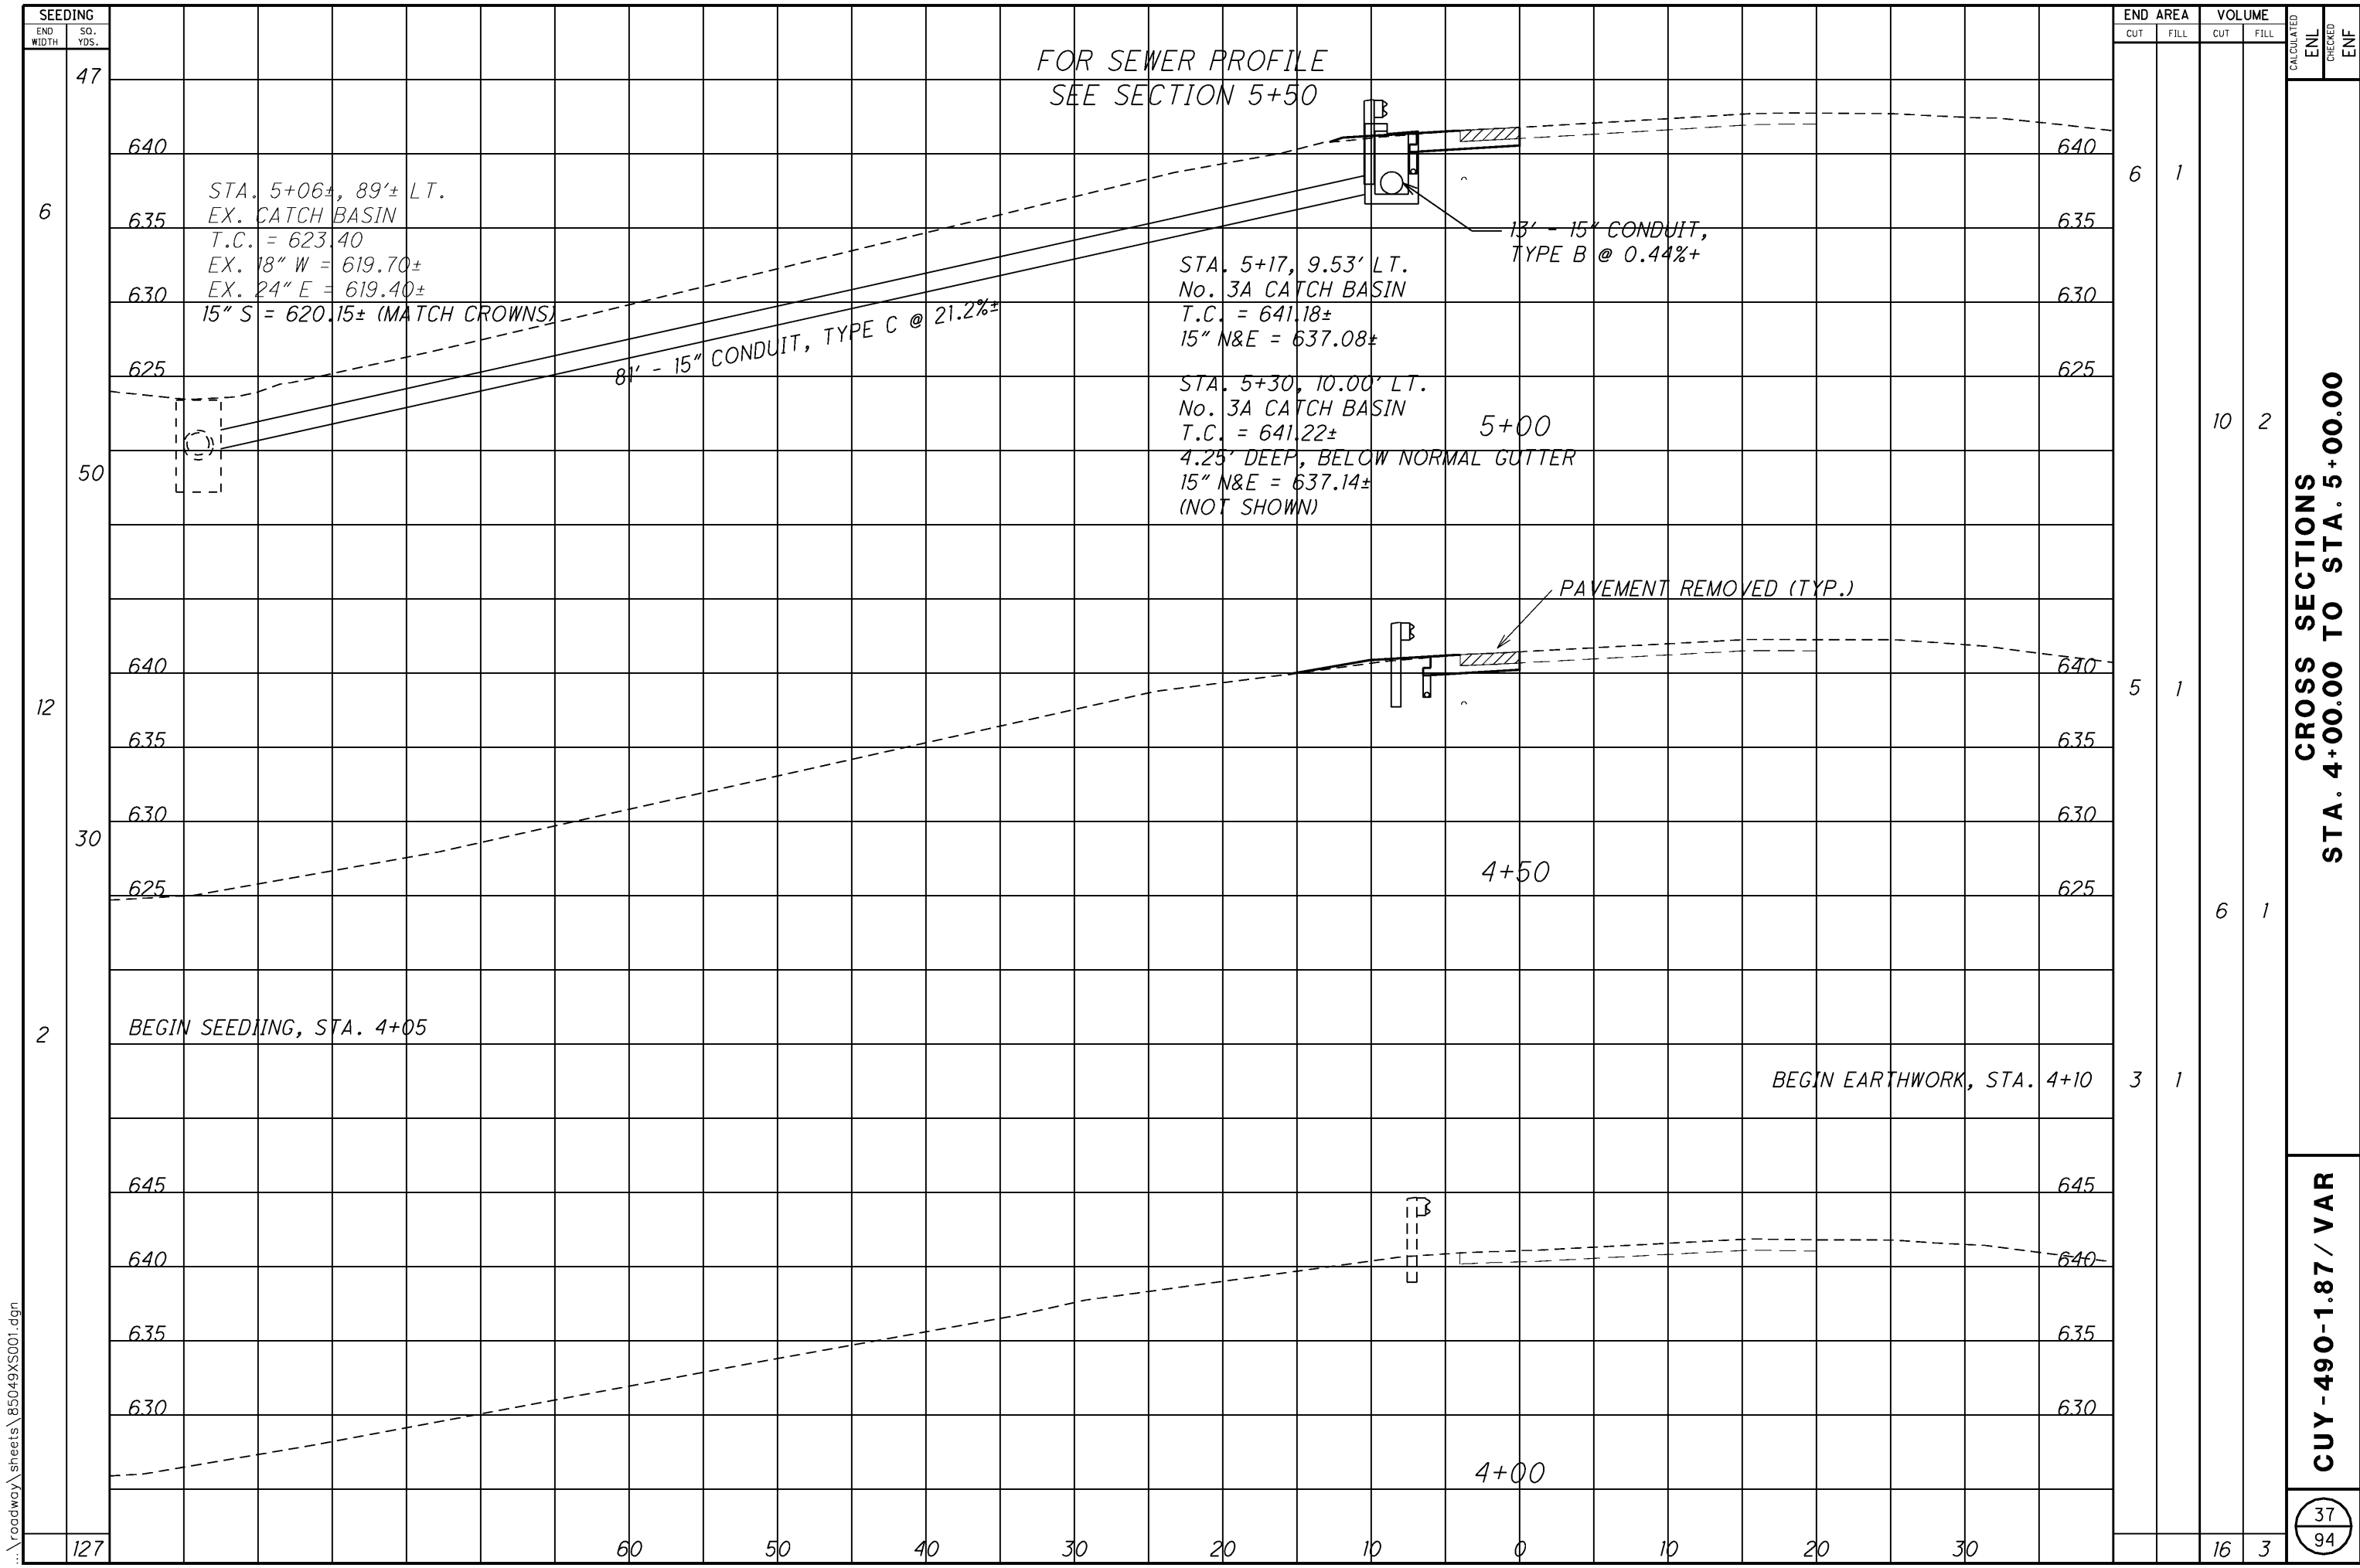 SEEDING
END WIDTH
SQ. YDS.
END AREA
VOLUME
CUT
FILL
CUT
FILL
CALCULATED
ENL
CHECKED
ENF
47
FOR SEWER PROFILE
SEE SECTION 5+50
640
640
6
1
STA. 5+06±, 89'± LT.
EX. CATCH BASIN
T.C. = 623.40
EX. 18" W = 619.70±
EX. 24" E = 619.40±
15" S = 620.15± (MATCH CROWNS)
6
635
635
13' - 15" CONDUIT,
TYPE B @ 0.44%±
630
630
STA. 5+17, 9.53' LT.
No. 3A CATCH BASIN
T.C. = 641.18±
15" N&E = 637.08±
81' - 15" CONDUIT, TYPE C @ 21.2%±
625
625
STA. 5+30, 10.00' LT.
No. 3A CATCH BASIN
T.C. = 641.22±
4.25' DEEP, BELOW NORMAL GUTTER
15" N&E = 637.14±
(NOT SHOWN)
5+00
10
2
50
PAVEMENT REMOVED (TYP.)
640
640
5
1
12
635
635
630
630
30
4+50
625
625
6
1
2
BEGIN SEEDIING, STA. 4+05
BEGIN EARTHWORK, STA. 4+10
3
1
645
645
640
640
635
635
630
630
4+00
127
60
50
40
30
20
10
0
10
20
30
16
3
CROSS SECTIONS
STA. 4+00.00 TO STA. 5+00.00
CUY-490-1.87/VAR
37
94
...\roadway\sheets\85049XS001.dgn